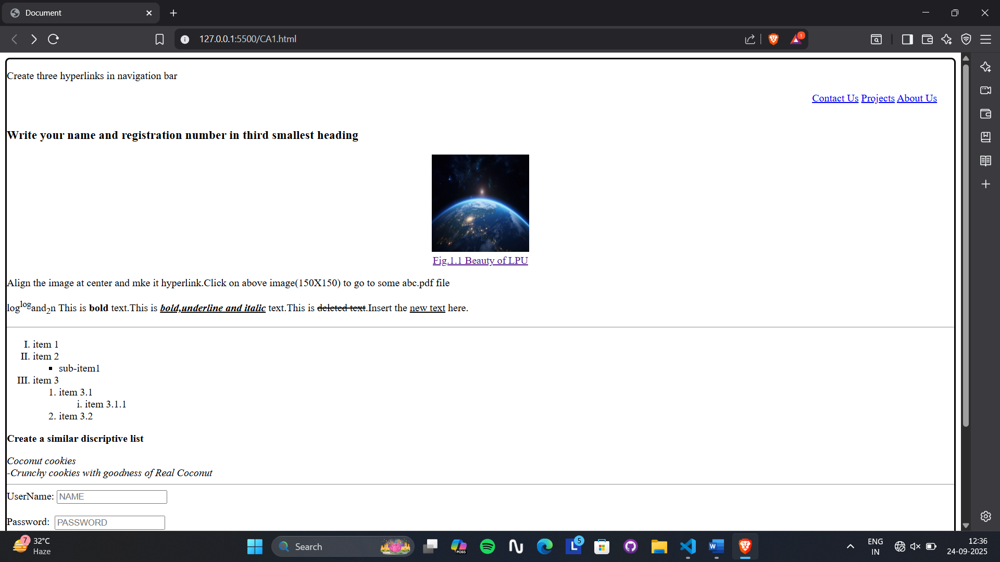 Document
127.0.0.1:5500/CA1.html
1
Create three hyperlinks in navigation bar
Contact Us Projects About Us
Write your name and registration number in third smallest heading
Fig.1.1 Beauty of LPU
Align the image at center and mke it hyperlink.Click on above image(150X150) to go to some abc.pdf file
loglogand2n This is bold text.This is bold,underline and italic text.This is deleted text.Insert the new text here.
I. item 1
II. item 2
▪ sub-item1
III. item 3
1. item 3.1
i. item 3.1.1
2. item 3.2
Create a similar discriptive list
Coconut cookies
-Crunchy cookies with goodness of Real Coconut
UserName: NAME
Password: PASSWORD
7
32°C
Haze
Search
M365
L 5
W
ENG
IN
12:36
24-09-2025